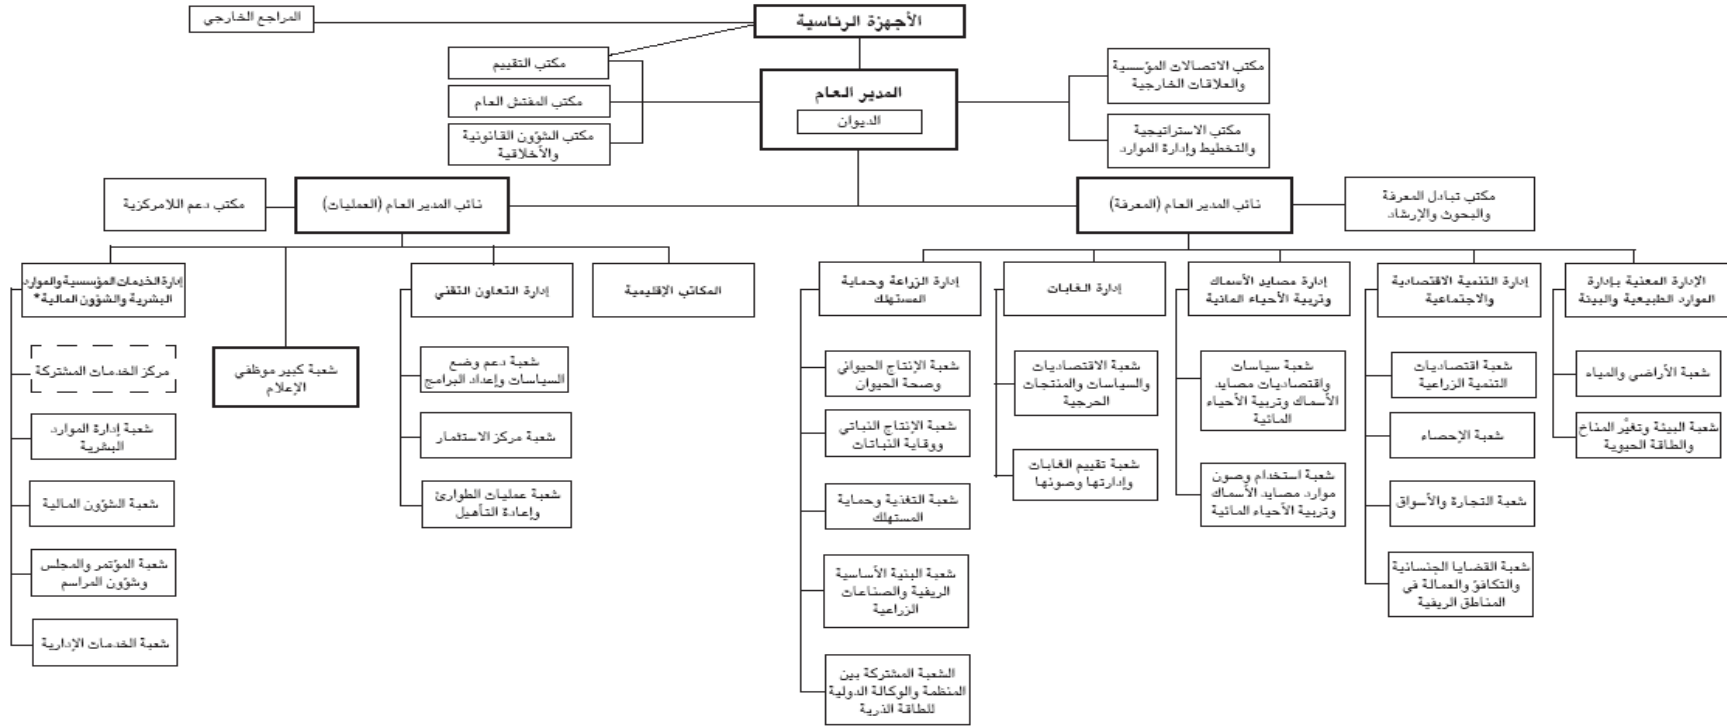 الأجهزة الرئاسية
المراجع الخارجي
مكتب التقييم
مكتب المفتش العام
مكتب الشؤون القانونية
والأخلاقية
المدير العام
الديوان
مكتب الاتصالات المؤسسية
والعلاقات الخارجية
مكتب الاستراتيجية
والتخطيط وإدارة الموارد
مكتب تبادل المعرفة
والبحوث والإرشاد
نائب المدير العام (المعرفة)
نائب المدير العام (العمليات)
مكتب دعم اللامركزية
الإدارة المعنية بإدارة
الموارد الطبيعية والبيئة
شعبة الأراضي والمياه
شعبة البيئة وتغيُّر المناخ
والطاقة الحيوية
إدارة التنمية الاقتصادية
والاجتماعية
شعبة اقتصاديات
التنمية الزراعية
شعبة الإحصاء
شعبة التجارة والأسواق
شعبة القضايا الجنسانية
والتكافؤ والعمالة في
المناطق الريفية
إدارة مصايد الأسماك
وتربية الأحياء المائية
شعبة سياسات
واقتصاديات مصايد
الأسماك وتربية الأحياء
المائية
شعبة استخدام وصون
موارد مصايد الأسماك
وتربية الأحياء المائية
إدارة الغابات
شعبة الاقتصاديات
والسياسات والمنتجات
الحرجية
شعبة تقييم الغابات
وإدارتها وصونها
إدارة الزراعة وحماية
المستهلك
شعبة الإنتاج الحيواني
وصحة الحيوان
شعبة الإنتاج النباتي
ووقاية النباتات
شعبة التغذية وحماية
المستهلك
شعبة البنية الأساسية
الريفية والصناعات
الزراعية
الشعبة المشتركة بين
المنظمة والوكالة الدولية
للطاقة الذرية
المكاتب الإقليمية
إدارة التعاون التقني
شعبة دعم وضع
السياسات وإعداد البرامج
شعبة مركز الاستثمار
شعبة عمليات الطوارئ
وإعادة التأهيل
شعبة كبير موظفي
الإعلام
إدارة الخدمات المؤسسية والموارد
البشرية والشؤون المالية*
مركز الخدمات المشتركة
شعبة إدارة الموارد
البشرية
شعبة الشؤون المالية
شعبة المؤتمر والمجلس
وشؤون المراسم
شعبة الخدمات الإدارية